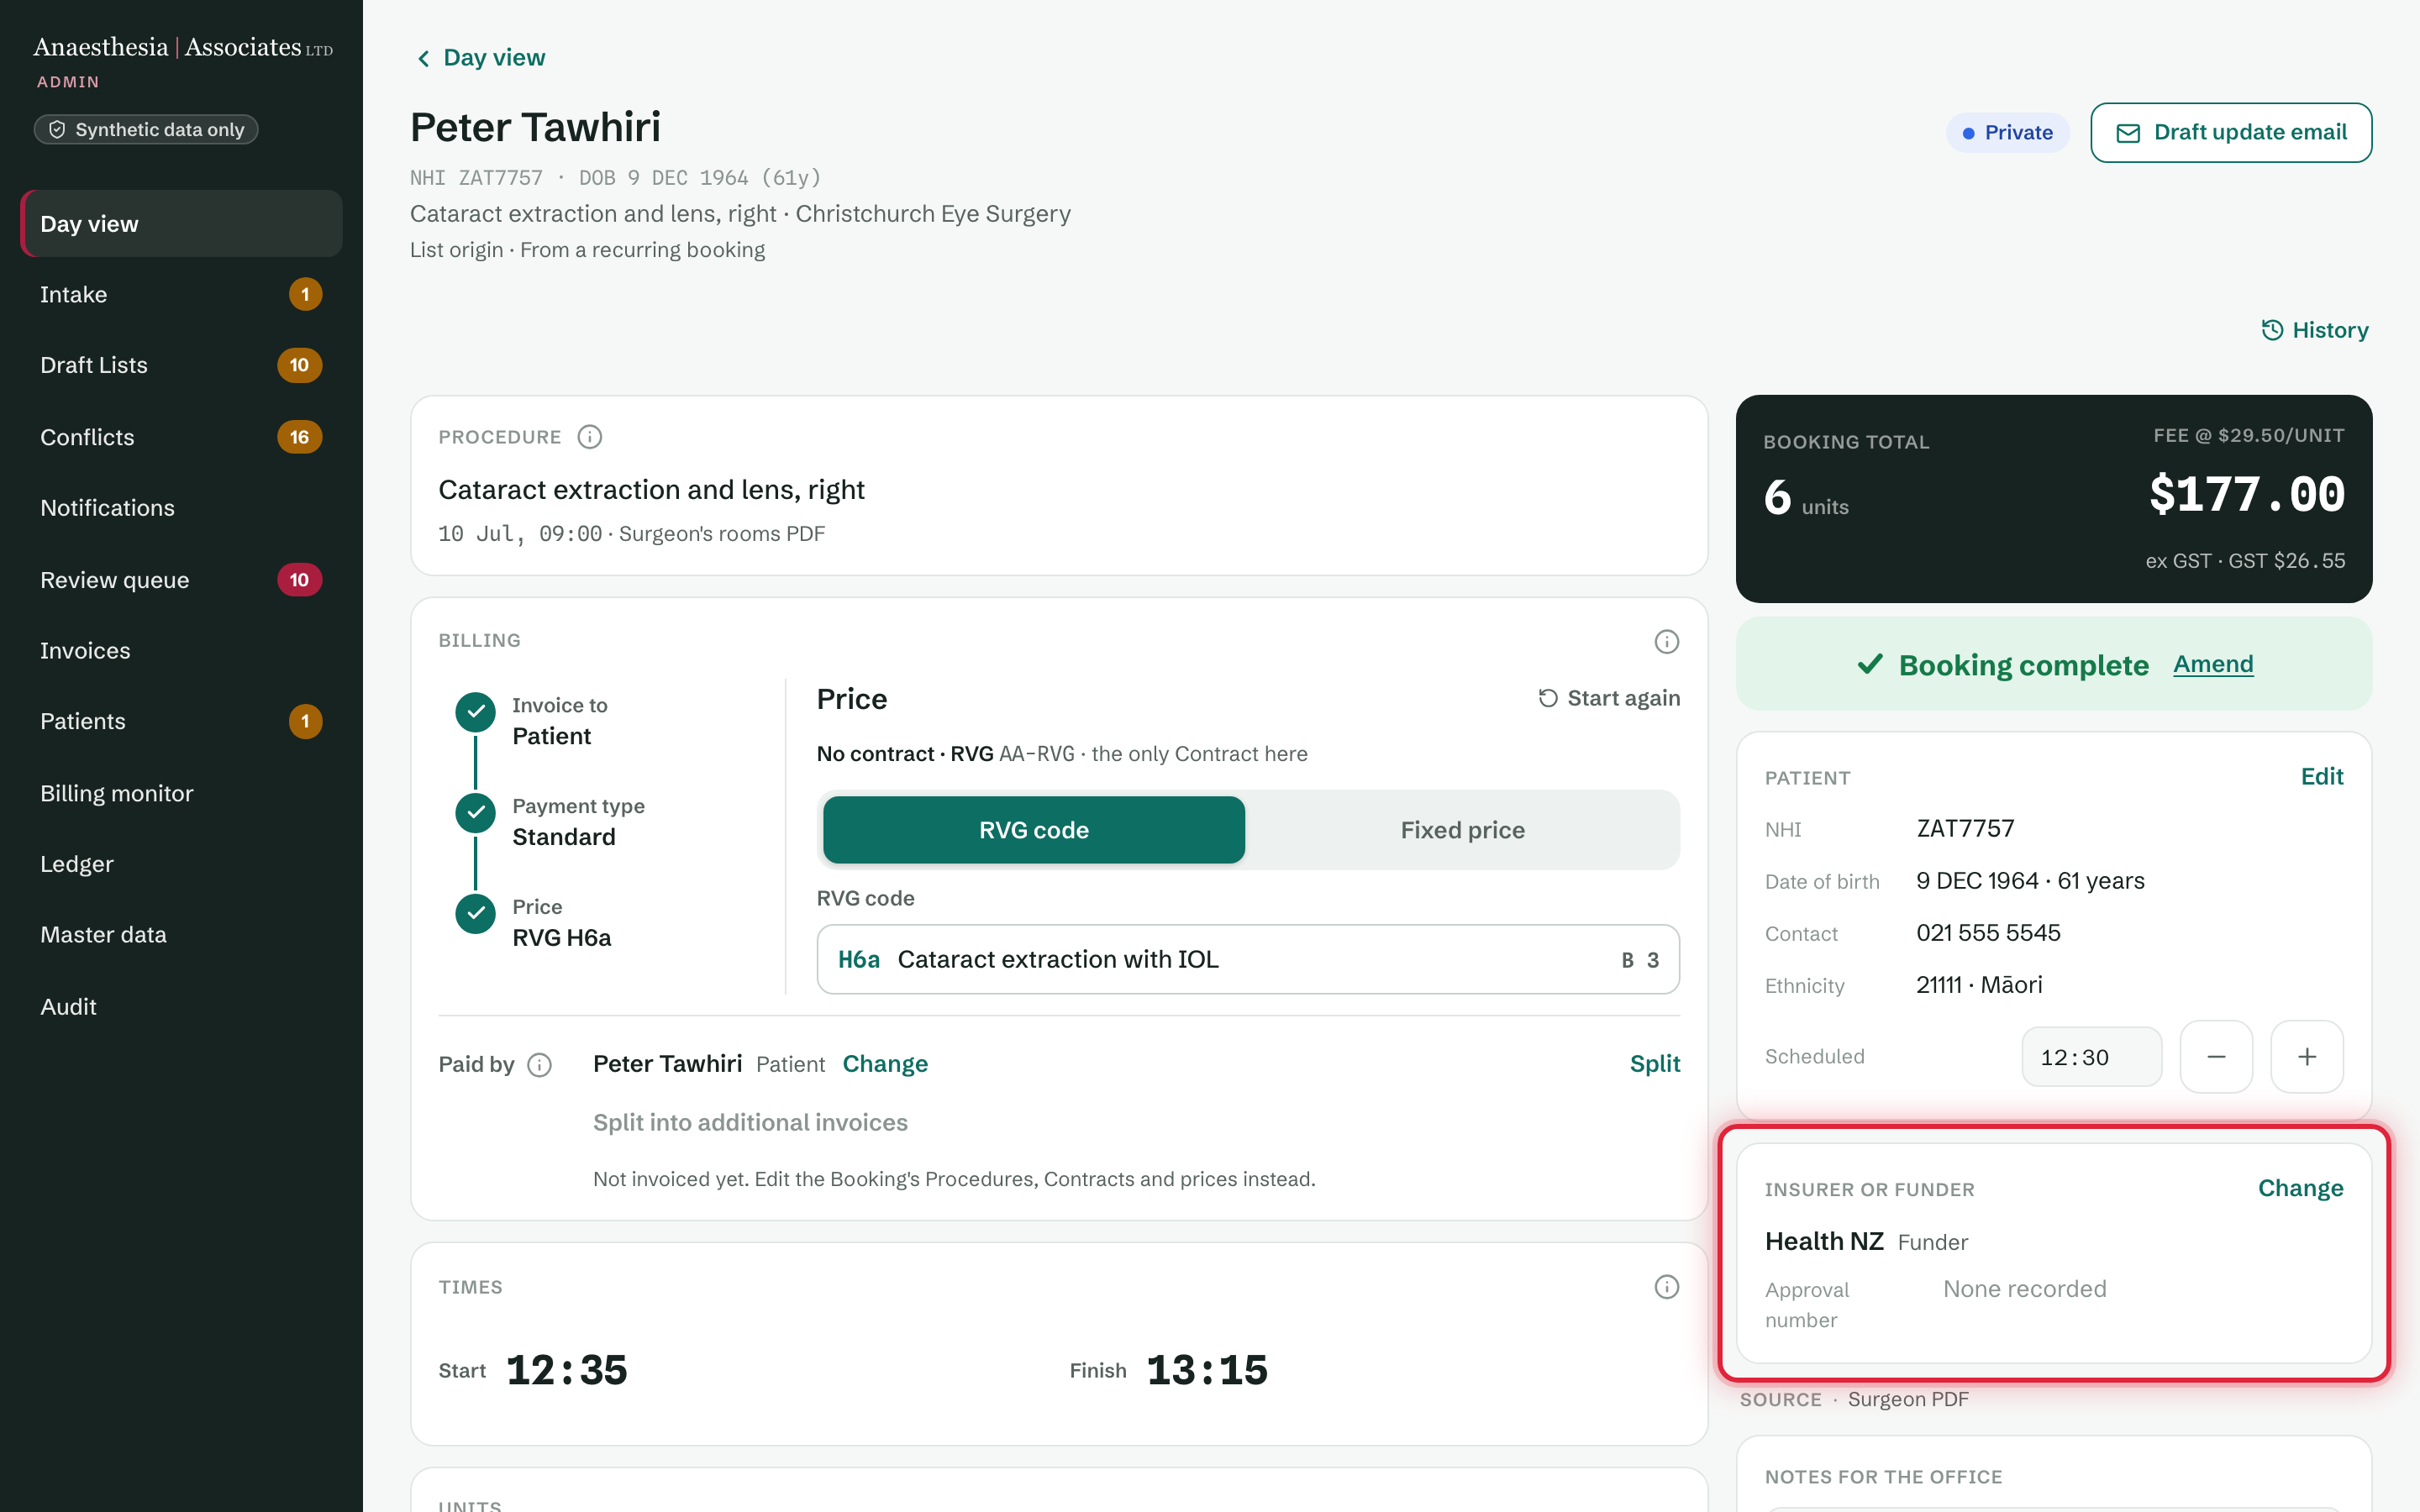 Anaesthesia | Associates LTD
ADMIN
Synthetic data only
Day view
Intake 1
Draft Lists 10
Conflicts 16
Notifications
Review queue 10
Invoices
Patients 1
Billing monitor
Ledger
Master data
Audit
Day view
Peter Tawhiri
NHI ZAT7757 · DOB 9 DEC 1964 (61y)
Cataract extraction and lens, right · Christchurch Eye Surgery
List origin · From a recurring booking
Private
Draft update email
History
PROCEDURE
Cataract extraction and lens, right
10 Jul, 09:00 · Surgeon's rooms PDF
BILLING
Invoice to
Patient
Payment type
Standard
Price
RVG H6a
Price
Start again
No contract · RVG AA-RVG · the only Contract here
RVG code
Fixed price
RVG code
H6a Cataract extraction with IOL B 3
Paid by Peter Tawhiri Patient Change Split
Split into additional invoices
Not invoiced yet. Edit the Booking's Procedures, Contracts and prices instead.
TIMES
Start 12:35
Finish 13:15
UNITS
BOOKING TOTAL
6 units
FEE @ $29.50/UNIT
$177.00
ex GST · GST $26.55
Booking complete Amend
PATIENT Edit
NHI ZAT7757
Date of birth 9 DEC 1964 · 61 years
Contact 021 555 5545
Ethnicity 21111 · Māori
Scheduled 12:30 − +
INSURER OR FUNDER Change
Health NZ Funder
Approval number None recorded
SOURCE · Surgeon PDF
NOTES FOR THE OFFICE